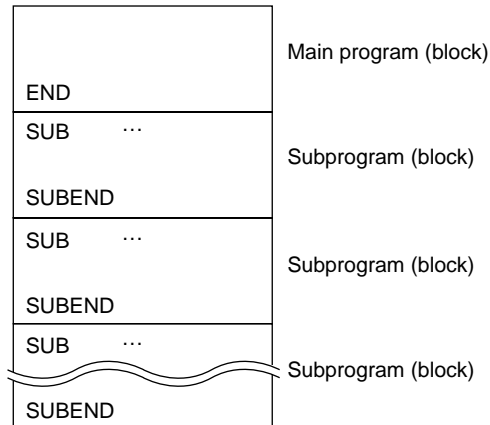 Main program (block)
END
SUB …
Subprogram (block)
SUBEND
SUB …
Subprogram (block)
SUBEND
SUB …
Subprogram (block)
SUBEND